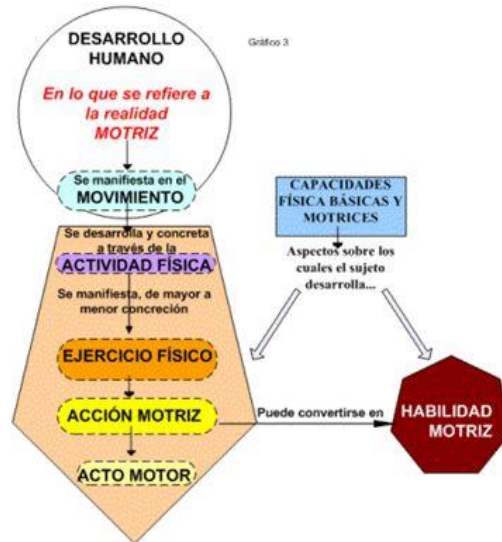 Gráfico 3
DESARROLLO
HUMANO
En lo que se refiere a
la realidad
MOTRIZ
Se manifiesta en el
MOVIMIENTO
Se desarrolla y concreta
a través de la
ACTIVIDAD FÍSICA
Se manifiesta, de mayor a
menor concreción
EJERCICIO FÍSICO
ACCIÓN MOTRIZ
ACTO MOTOR
CAPACIDADES
FÍSICA BÁSICAS Y
MOTRICES
Aspectos sobre los
cuales el sujeto
desarrolla...
Puede convertirse en
HABILIDAD
MOTRIZ